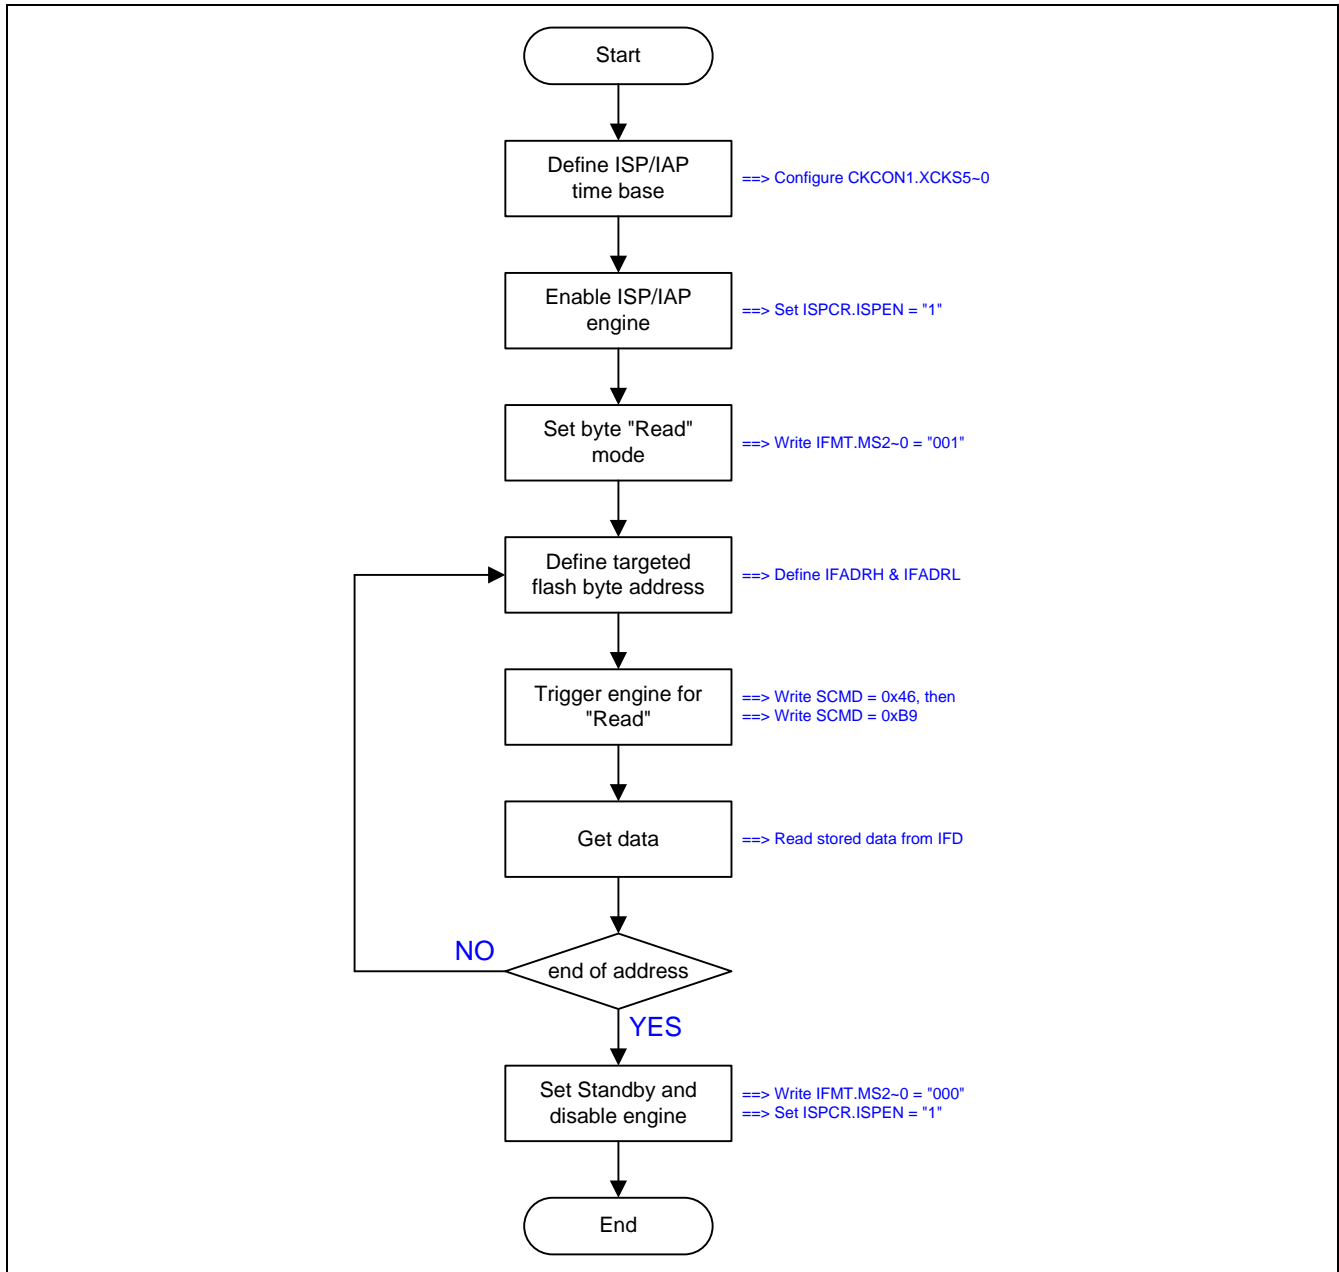 Start
Define ISP/IAP
time base
==> Configure CKCON1.XCKS5~0
Enable ISP/IAP
engine
==> Set ISPCR.ISPEN = "1"
Set byte "Read"
mode
==> Write IFMT.MS2~0 = "001"
Define targeted
flash byte address
==> Define IFADRH & IFADRL
Trigger engine for
"Read"
==> Write SCMD = 0x46, then
==> Write SCMD = 0xB9
Get data
==> Read stored data from IFD
NO
end of address
YES
Set Standby and
disable engine
==> Write IFMT.MS2~0 = "000"
==> Set ISPCR.ISPEN = "1"
End